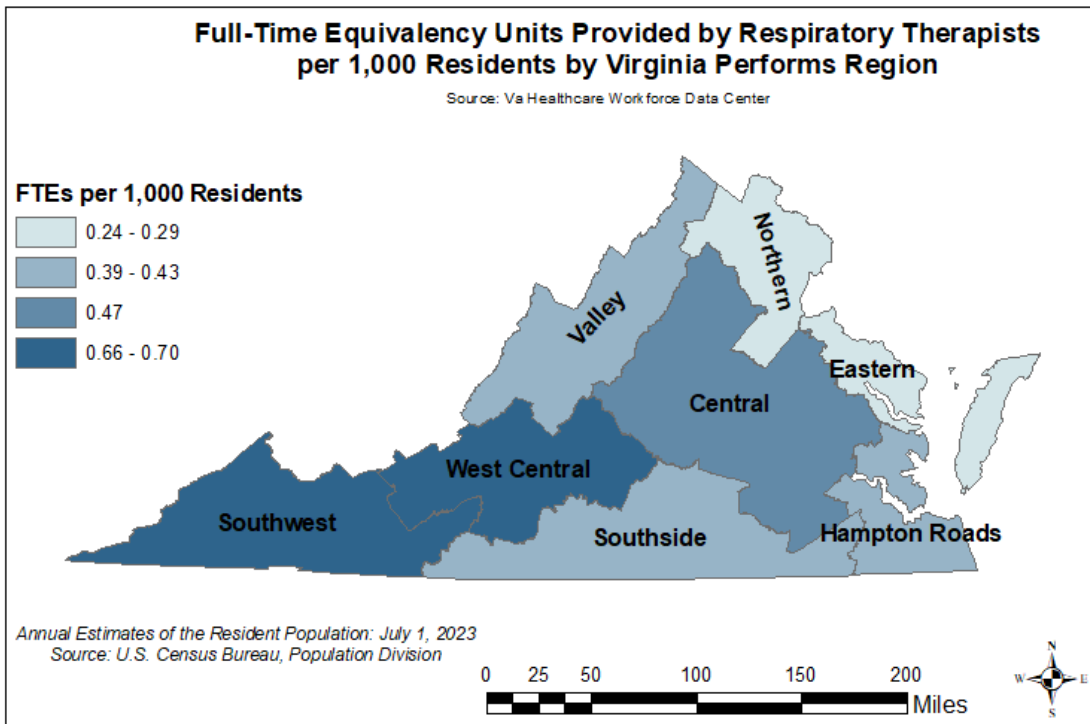 Full-Time Equivalency Units Provided by Respiratory Therapists
per 1,000 Residents by Virginia Performs Region
Source: Va Healthcare Workforce Data Center
FTEs per 1,000 Residents
0.24 - 0.29
0.39 - 0.43
0.47
0.66 - 0.70
Northern
Valley
Eastern
Central
West Central
Southwest
Southside
Hampton Roads
Annual Estimates of the Resident Population: July 1, 2023
Source: U.S. Census Bureau, Population Division
0 25 50 100 150 200
Miles
N
W E
S